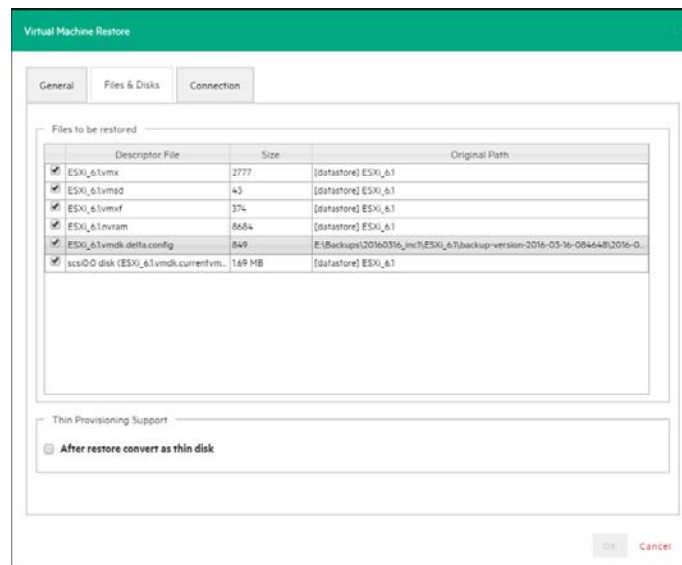 Virtual Machine Restore
General Files & Disks Connection
Files to be restored
Descriptor File Size Original Path
ESXi_6.1.vmx 2777 [datastore] ESXi_6.1
ESXi_6.1.vmsd 43 [datastore] ESXi_6.1
ESXi_6.1.vmxf 374 [datastore] ESXi_6.1
ESXi_6.1.nvram 8684 [datastore] ESXi_6.1
ESXi_6.1.vmdk.delta.config 849 E:\Backups\20160316_inc1\ESXi_6.1\backup-version-2016-03-16-084648\2016-0...
scsi0:0 disk (ESXi_6.1.vmdk.currentvm... 1.69 MB [datastore] ESXi_6.1
Thin Provisioning Support
After restore convert as thin disk
OK Cancel